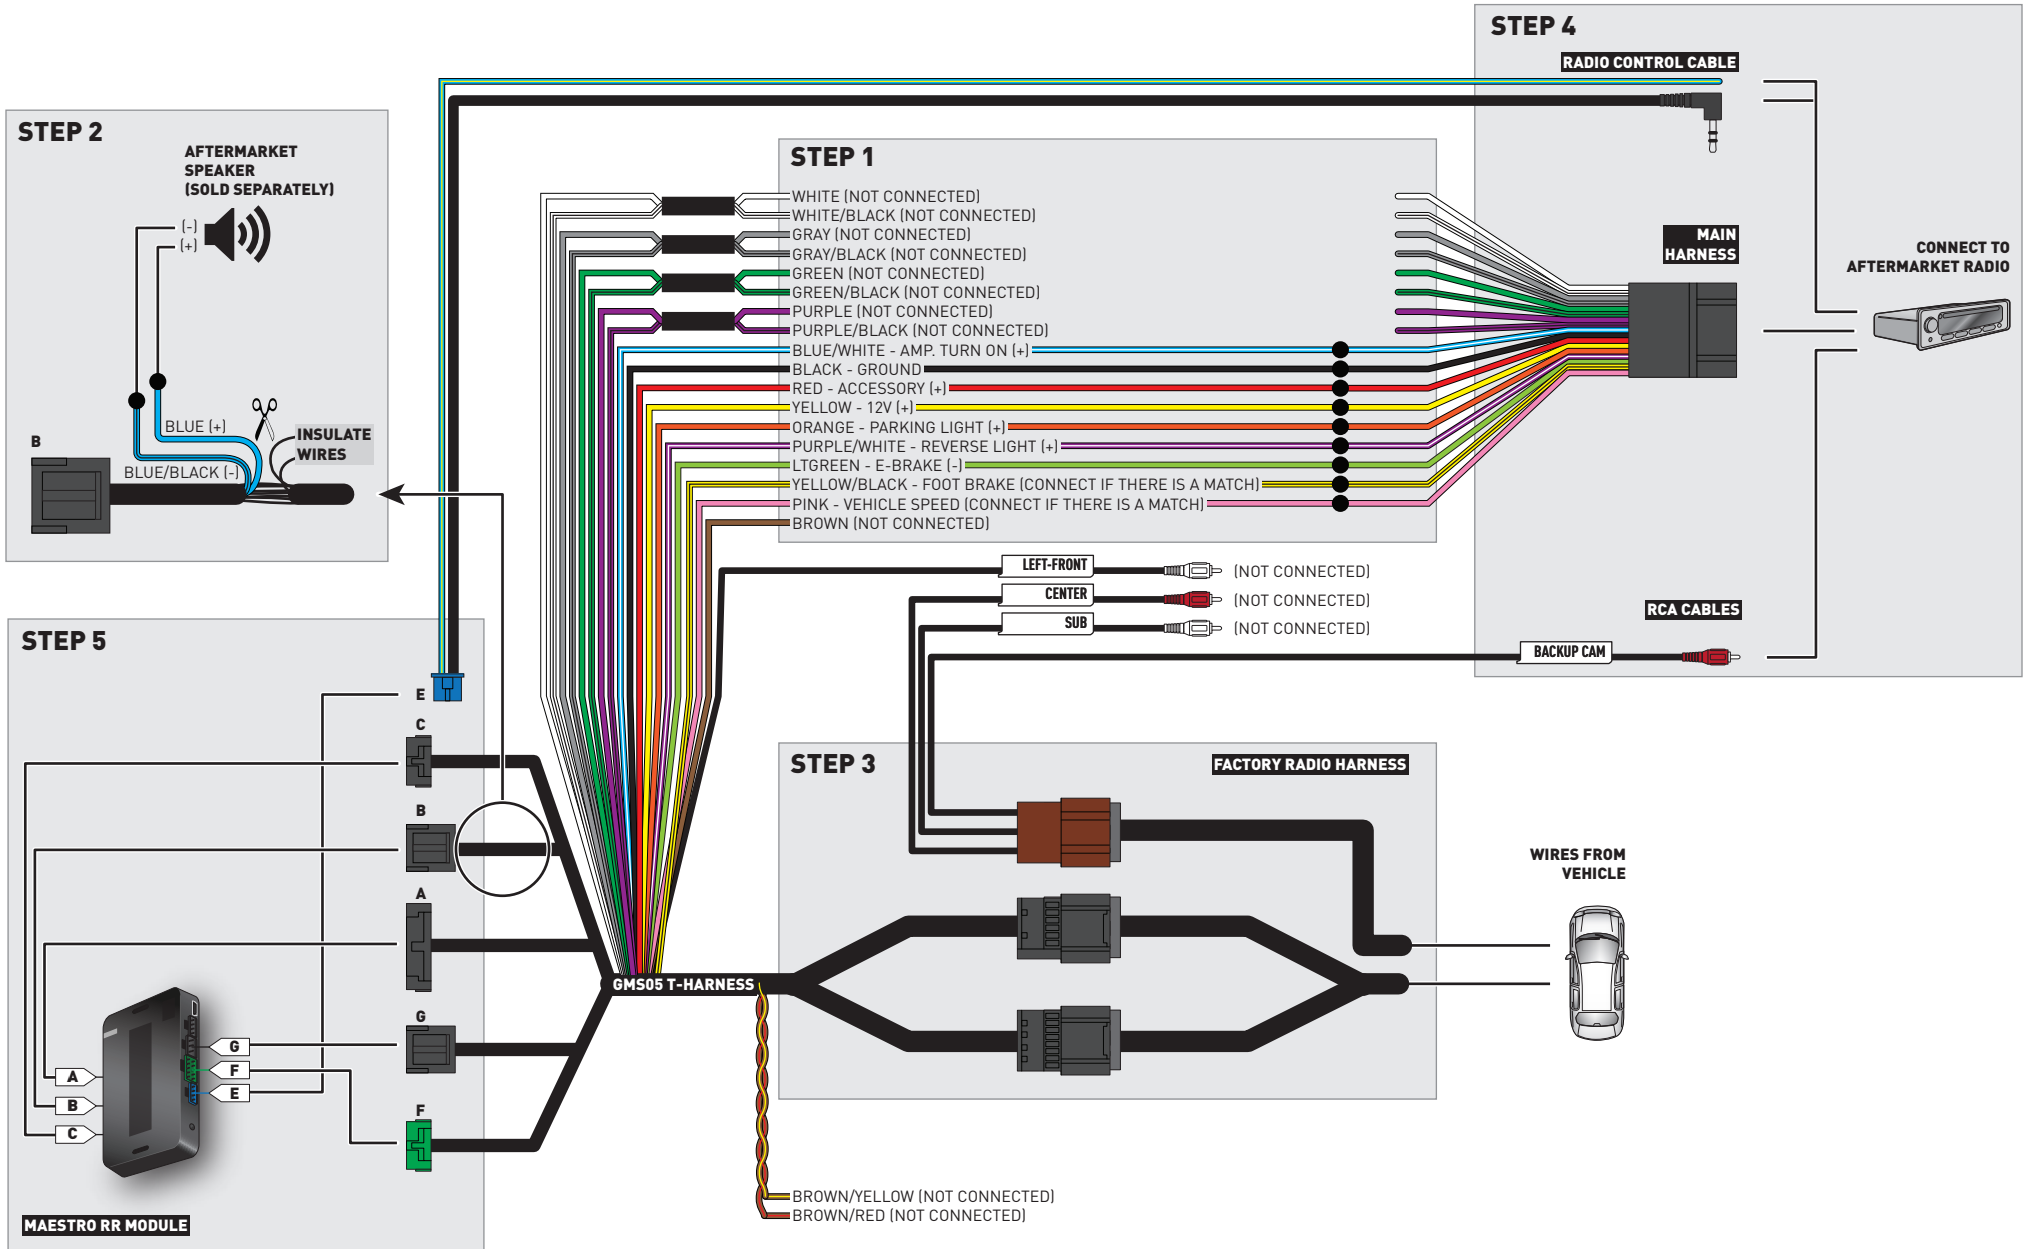 STEP 4
RADIO CONTROL CABLE
STEP 2
AFTERMARKET
SPEAKER
(SOLD SEPARATELY)
(-)
(+)
BLUE (+)
INSULATE
WIRES
B
BLUE/BLACK (-)
STEP 1
WHITE (NOT CONNECTED)
WHITE/BLACK (NOT CONNECTED)
GRAY (NOT CONNECTED)
GRAY/BLACK (NOT CONNECTED)
GREEN (NOT CONNECTED)
GREEN/BLACK (NOT CONNECTED)
PURPLE (NOT CONNECTED)
PURPLE/BLACK (NOT CONNECTED)
BLUE/WHITE - AMP. TURN ON (+)
BLACK - GROUND
RED - ACCESSORY (+)
YELLOW - 12V (+)
ORANGE - PARKING LIGHT (+)
PURPLE/WHITE - REVERSE LIGHT (+)
LTGREEN - E-BRAKE (-)
YELLOW/BLACK - FOOT BRAKE (CONNECT IF THERE IS A MATCH)
PINK - VEHICLE SPEED (CONNECT IF THERE IS A MATCH)
BROWN (NOT CONNECTED)
MAIN
HARNESS
CONNECT TO
AFTERMARKET RADIO
LEFT-FRONT
(NOT CONNECTED)
CENTER
(NOT CONNECTED)
SUB
(NOT CONNECTED)
RCA CABLES
BACKUP CAM
STEP 5
E
C
B
A
G
F
G
F
E
A
B
C
MAESTRO RR MODULE
GMS05 T-HARNESS
STEP 3
FACTORY RADIO HARNESS
WIRES FROM
VEHICLE
BROWN/YELLOW (NOT CONNECTED)
BROWN/RED (NOT CONNECTED)